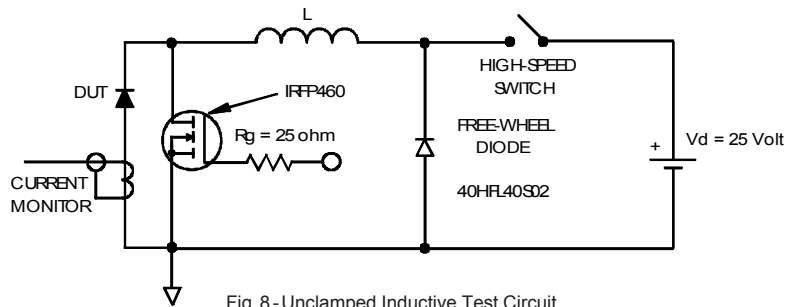 L
HIGH-SPEED
SWITCH
DUT
IRFP460
Rg = 25 ohm
FREE-WHEEL
DIODE
+
Vd = 25 Volt
CURRENT
MONITOR
40HFL40S02
Fig. 8 - Unclamped Inductive Test Circuit